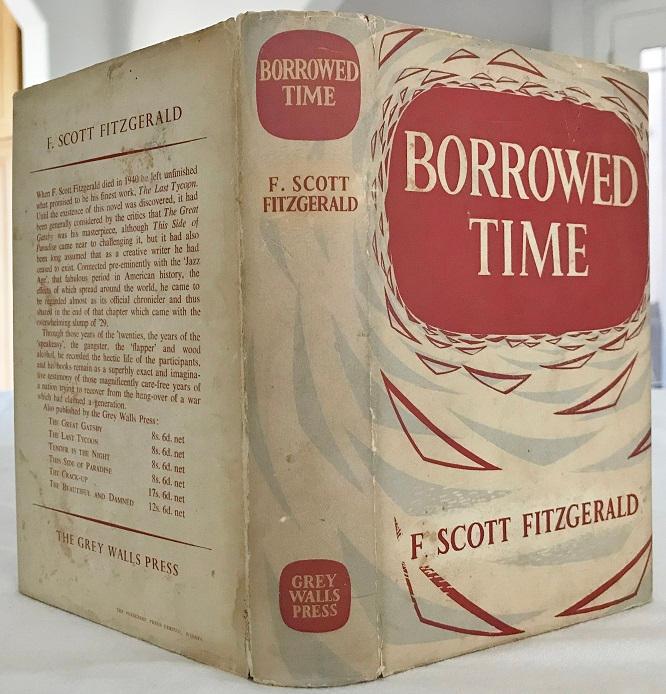 F. SCOTT FITZGERALD
When F. Scott Fitzgerald died in 1940 he left unfinished
what promised to be his finest work, The Last Tycoon.
Until the existence of this novel was discovered, it had
been generally considered by the critics that The Great
Gatsby was his masterpiece, although This Side of
Paradise came near to challenging it, but it had also
been long assumed that as a creative writer he had
ceased to exist. Connected pre-eminently with the 'Jazz
Age', that fabulous period in American history, the
effects of which spread around the world, he came to
be regarded almost as its official chronicler and thus
shared in the end of that chapter which came with the
overwhelming slump of '29.
Through those years of the 'twenties, the years of the
'speakeasy', the gangster, the 'flapper' and wood
alcohol, he recorded the hectic life of the participants,
and his books remain as a superbly exact and imagina-
tive testimony of those magnificently care-free years of
a nation trying to recover from the heng-over of a war
which had claimed a generation.
Also published by the Grey Walls Press:
THE GREAT GATSBY 8s. 6d. net
THE LAST TYCOON 8s. 6d. net
TENDER IS THE NIGHT 8s. 6d. net
THIS SIDE OF PARADISE 8s. 6d. net
THE CRACK-UP 17s. 6d. net
THE BEAUTIFUL AND DAMNED 12s. 6d. net
THE GREY WALLS PRESS
BORROWED
TIME
F. SCOTT
FITZGERALD
GREY
WALLS
PRESS
BORROWED
TIME
F. SCOTT FITZGERALD